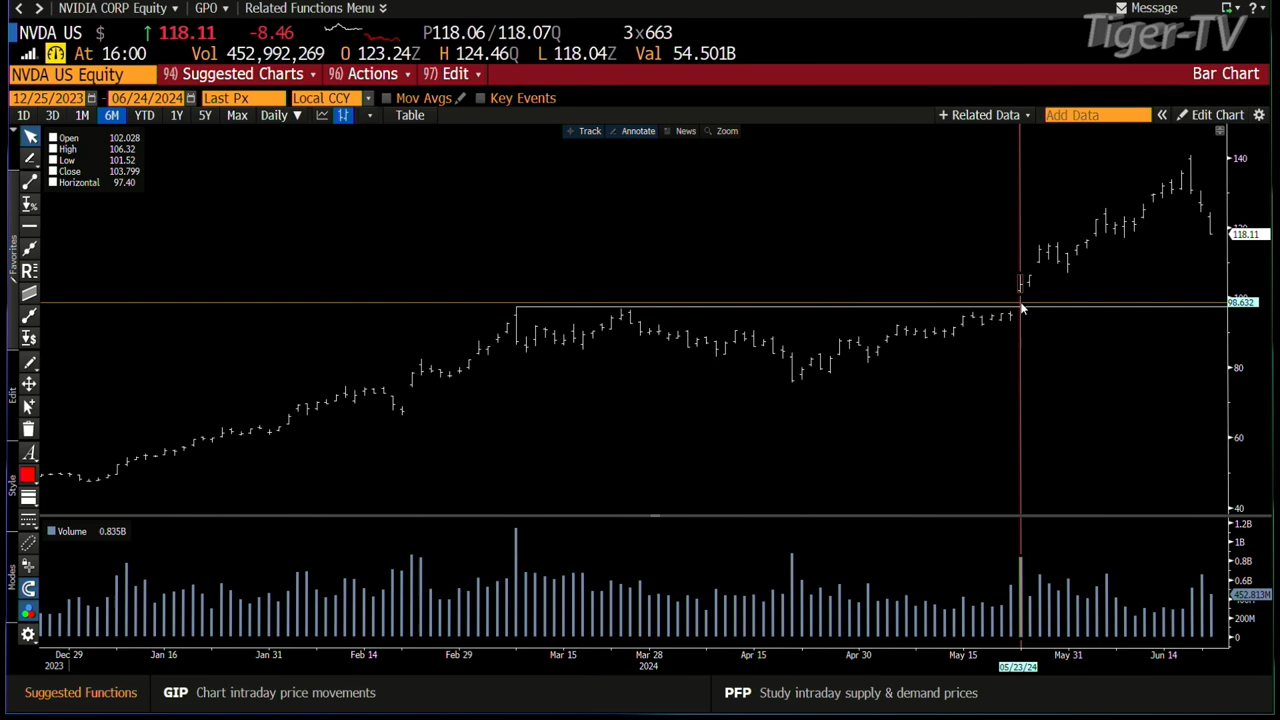 NVIDIA CORP Equity GPO Related Functions Menu Message
NVDA US $ 118.11 -8.46 P118.06/118.07Q 3x663
Tiger-TV
At 16:00 Vol 452,992,269 O 123.24Z H 124.46Q L 118.04Z Val 54.501B
NVDA US Equity 94) Suggested Charts 96) Actions 97) Edit Bar Chart
12/25/2023 - 06/24/2024 Last Px Local CCY Mov Avgs Key Events
1D 3D 1M 6M YTD 1Y 5Y Max Daily ▼ Table + Related Data Add Data « Edit Chart
Track Annotate News Zoom
Open 102.028
High 106.32
Low 101.52
Close 103.799
Horizontal 97.40
Favorites
Edit
Style
Modes
140
118.11
98.632
80
60
40
Volume 0.835B
1.2B
1B
0.8B
0.6B
452.813M
200M
0
Dec 29 Jan 16 Jan 31 Feb 14 Feb 29 Mar 15 Mar 28 Apr 15 Apr 30 May 15 May 31 Jun 14
2023 2024 05/23/24
Suggested Functions GIP Chart intraday price movements PFP Study intraday supply & demand prices